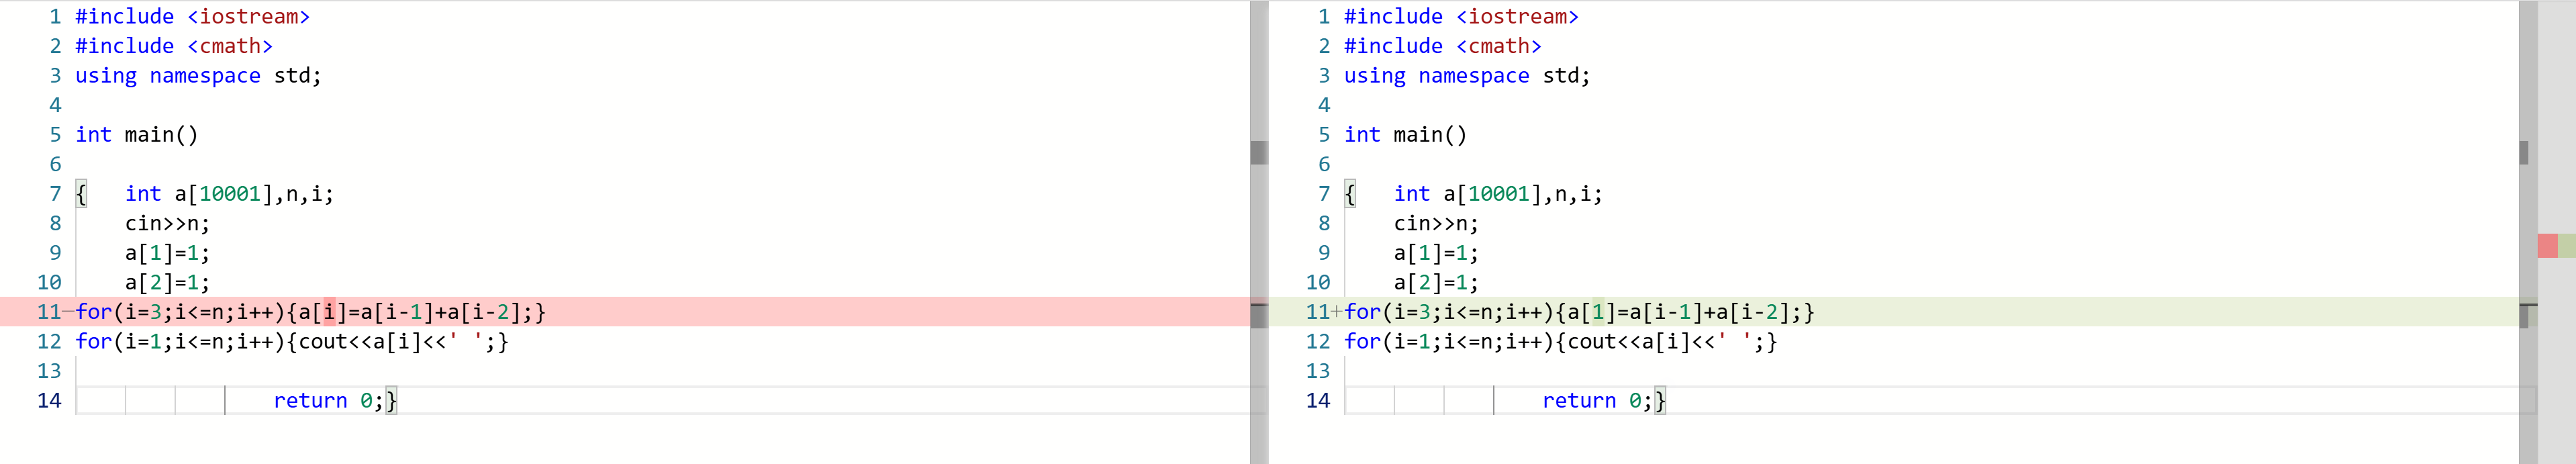 1 #include <iostream>
2 #include <cmath>
3 using namespace std;
4
5 int main()
6
7 {   int a[10001],n,i;
8     cin>>n;
9     a[1]=1;
10     a[2]=1;
11— for(i=3;i<=n;i++){a[i]=a[i-1]+a[i-2];}
12 for(i=1;i<=n;i++){cout<<a[i]<<' ';}
13
14                 return 0;}
1 #include <iostream>
2 #include <cmath>
3 using namespace std;
4
5 int main()
6
7 {   int a[10001],n,i;
8     cin>>n;
9     a[1]=1;
10     a[2]=1;
11+ for(i=3;i<=n;i++){a[1]=a[i-1]+a[i-2];}
12 for(i=1;i<=n;i++){cout<<a[i]<<' ';}
13
14                 return 0;}